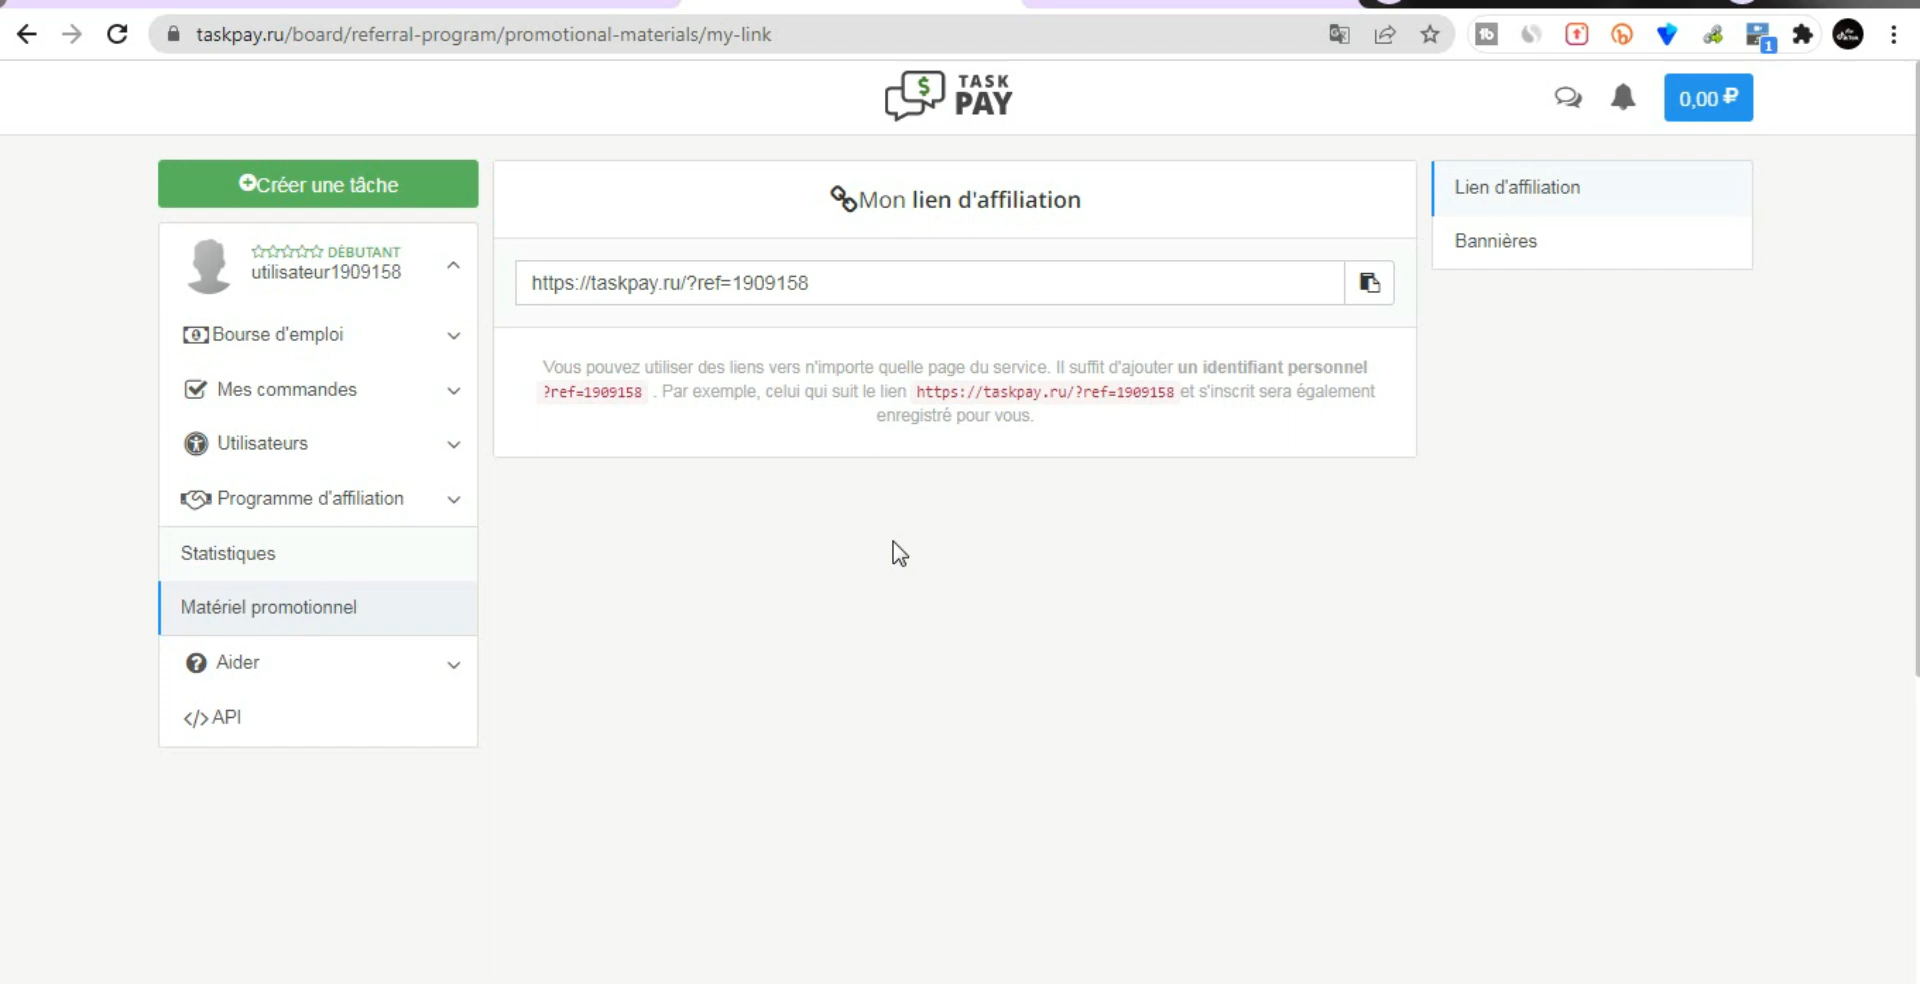 taskpay.ru/board/referral-program/promotional-materials/my-link
1
TASK
PAY
0,00 ₽
Créer une tâche
DÉBUTANT
utilisateur1909158
Bourse d'emploi
Mes commandes
Utilisateurs
Programme d'affiliation
Statistiques
Matériel promotionnel
Aider
</> API
Mon lien d'affiliation
https://taskpay.ru/?ref=1909158
Vous pouvez utiliser des liens vers n'importe quelle page du service. Il suffit d'ajouter un identifiant personnel
?ref=1909158 . Par exemple, celui qui suit le lien https://taskpay.ru/?ref=1909158 et s'inscrit sera également
enregistré pour vous.
Lien d'affiliation
Bannières